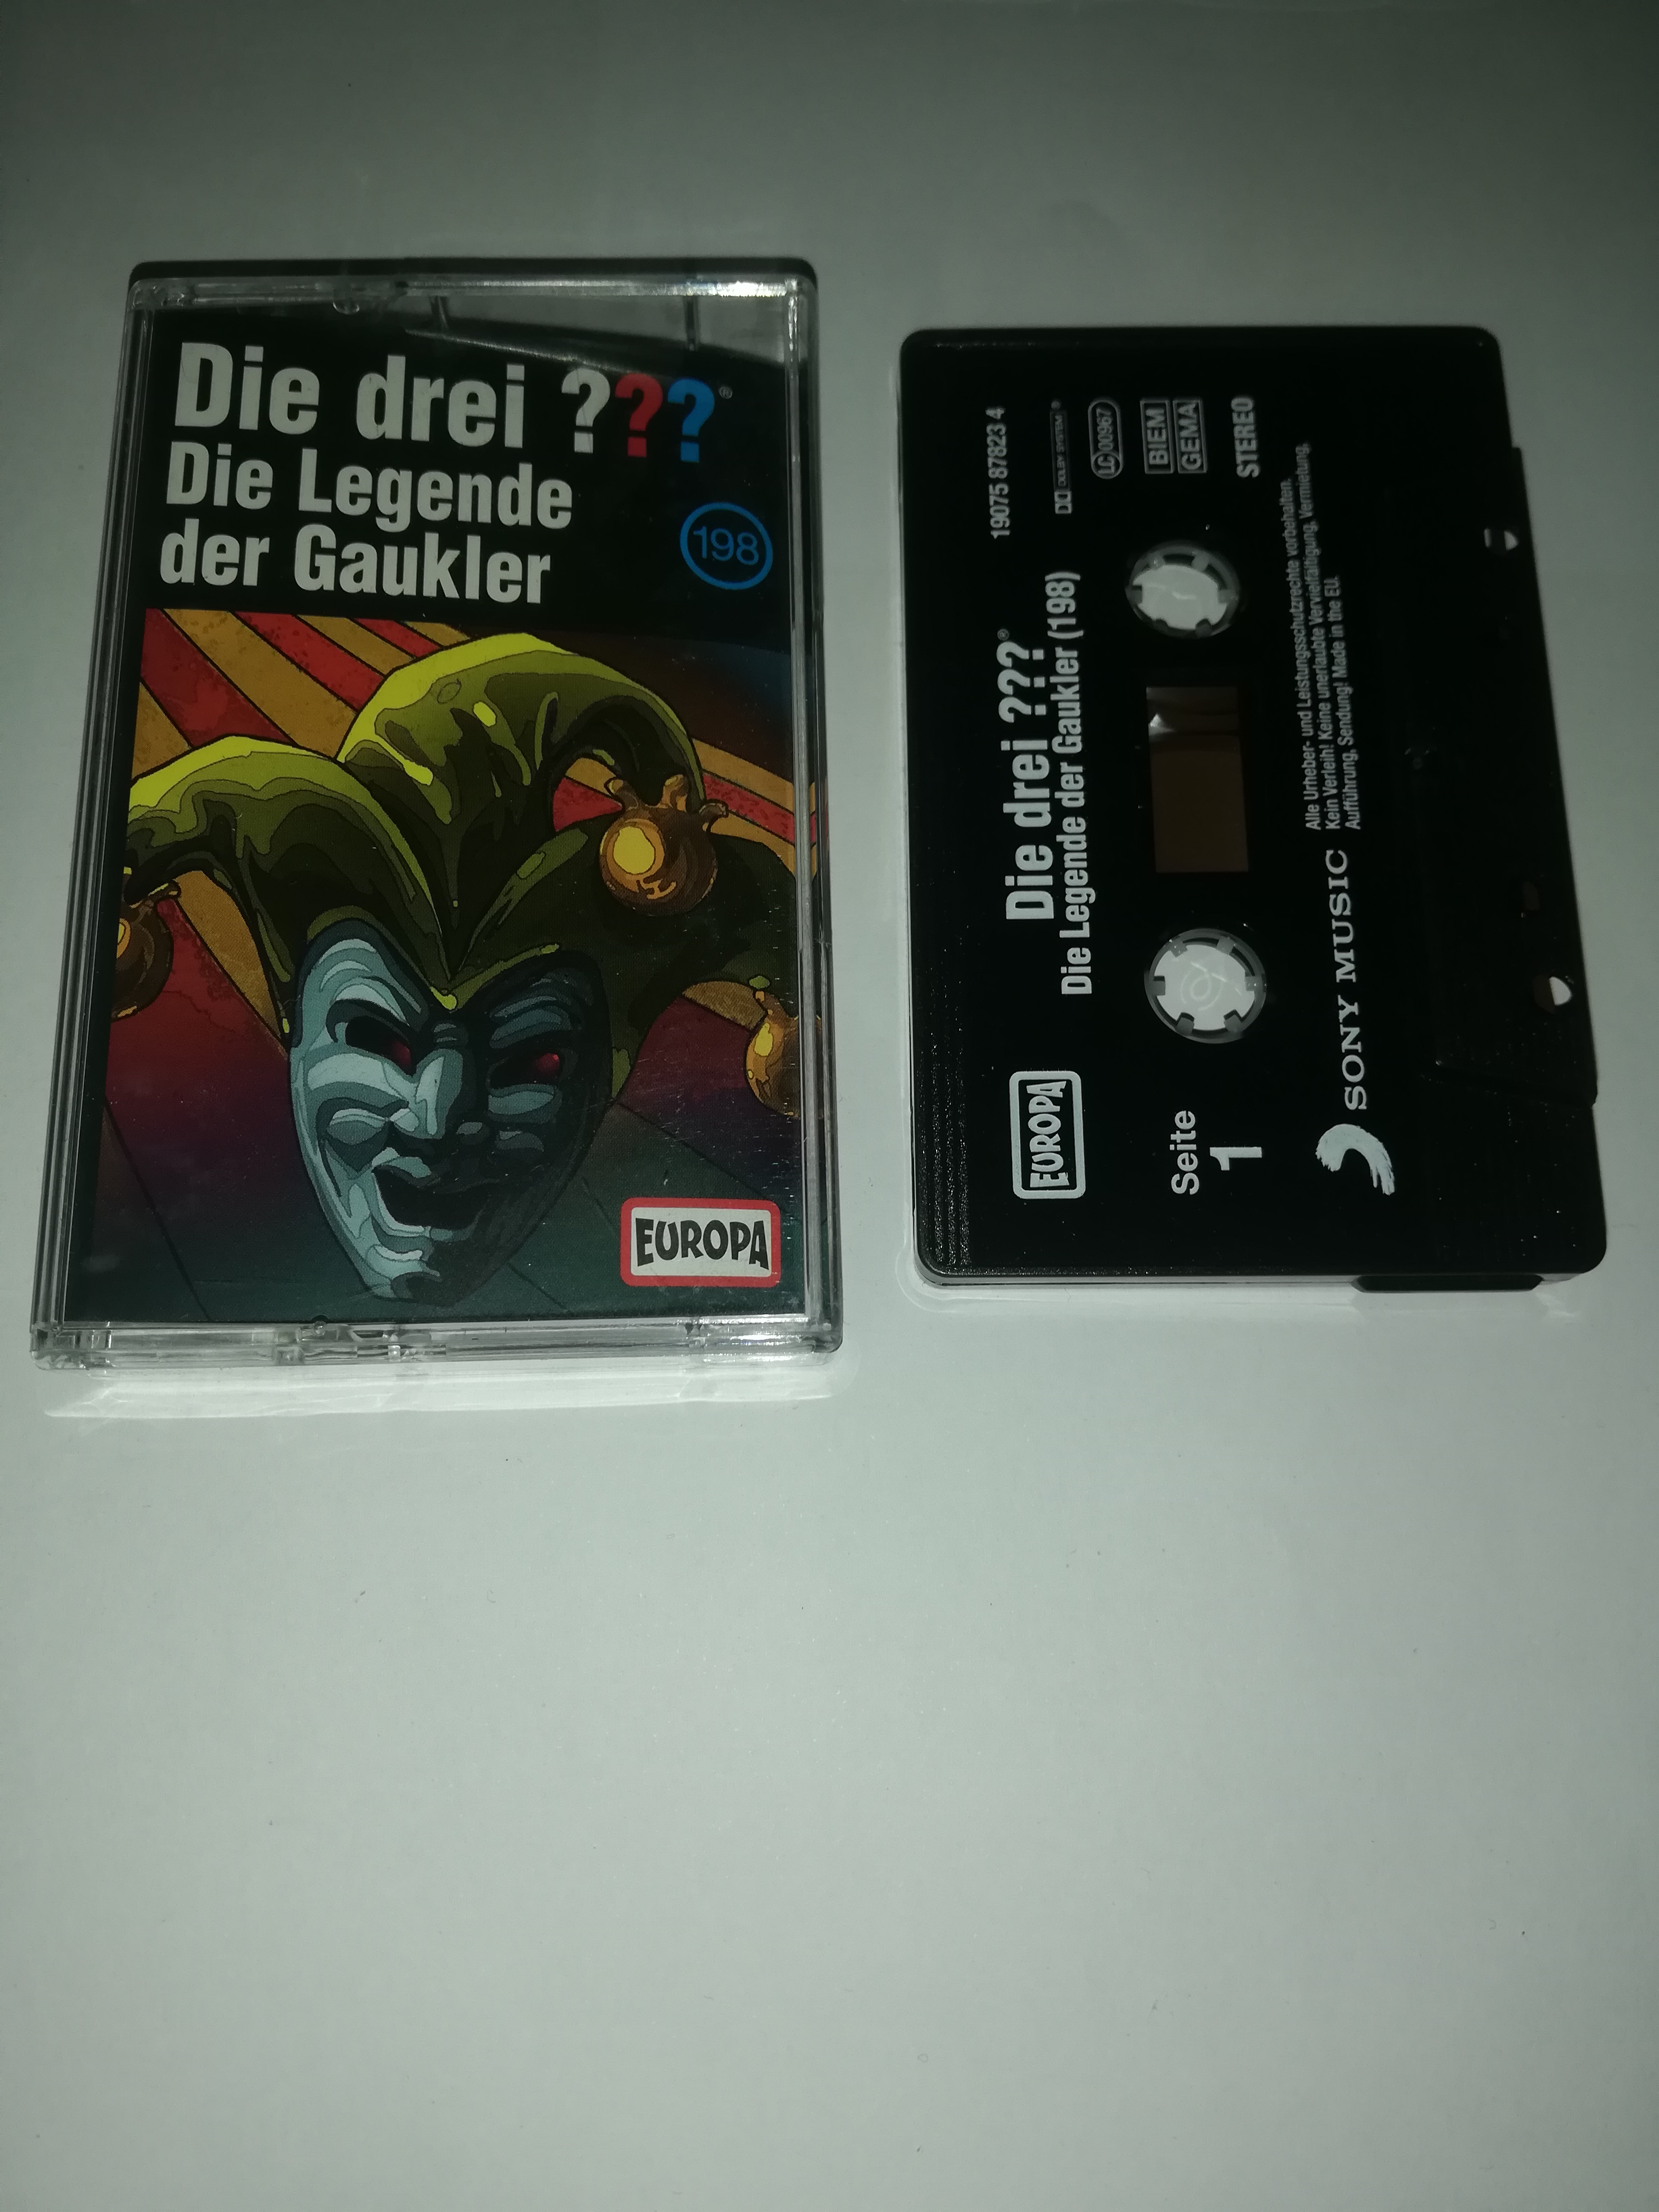 Die drei ???®
Die Legende
der Gaukler
198
EUROPA
19075 87823 4
DOLBY SYSTEM®
LC 00967
BIEM
GEMA
STEREO
Die drei ???®
Die Legende der Gaukler (198)
EUROPA
Seite
1
SONY MUSIC
Alle Urheber- und Leistungsschutzrechte vorbehalten.
Kein Verleih! Keine unerlaubte Vervielfältigung, Vermietung,
Aufführung, Sendung! Made in the EU.